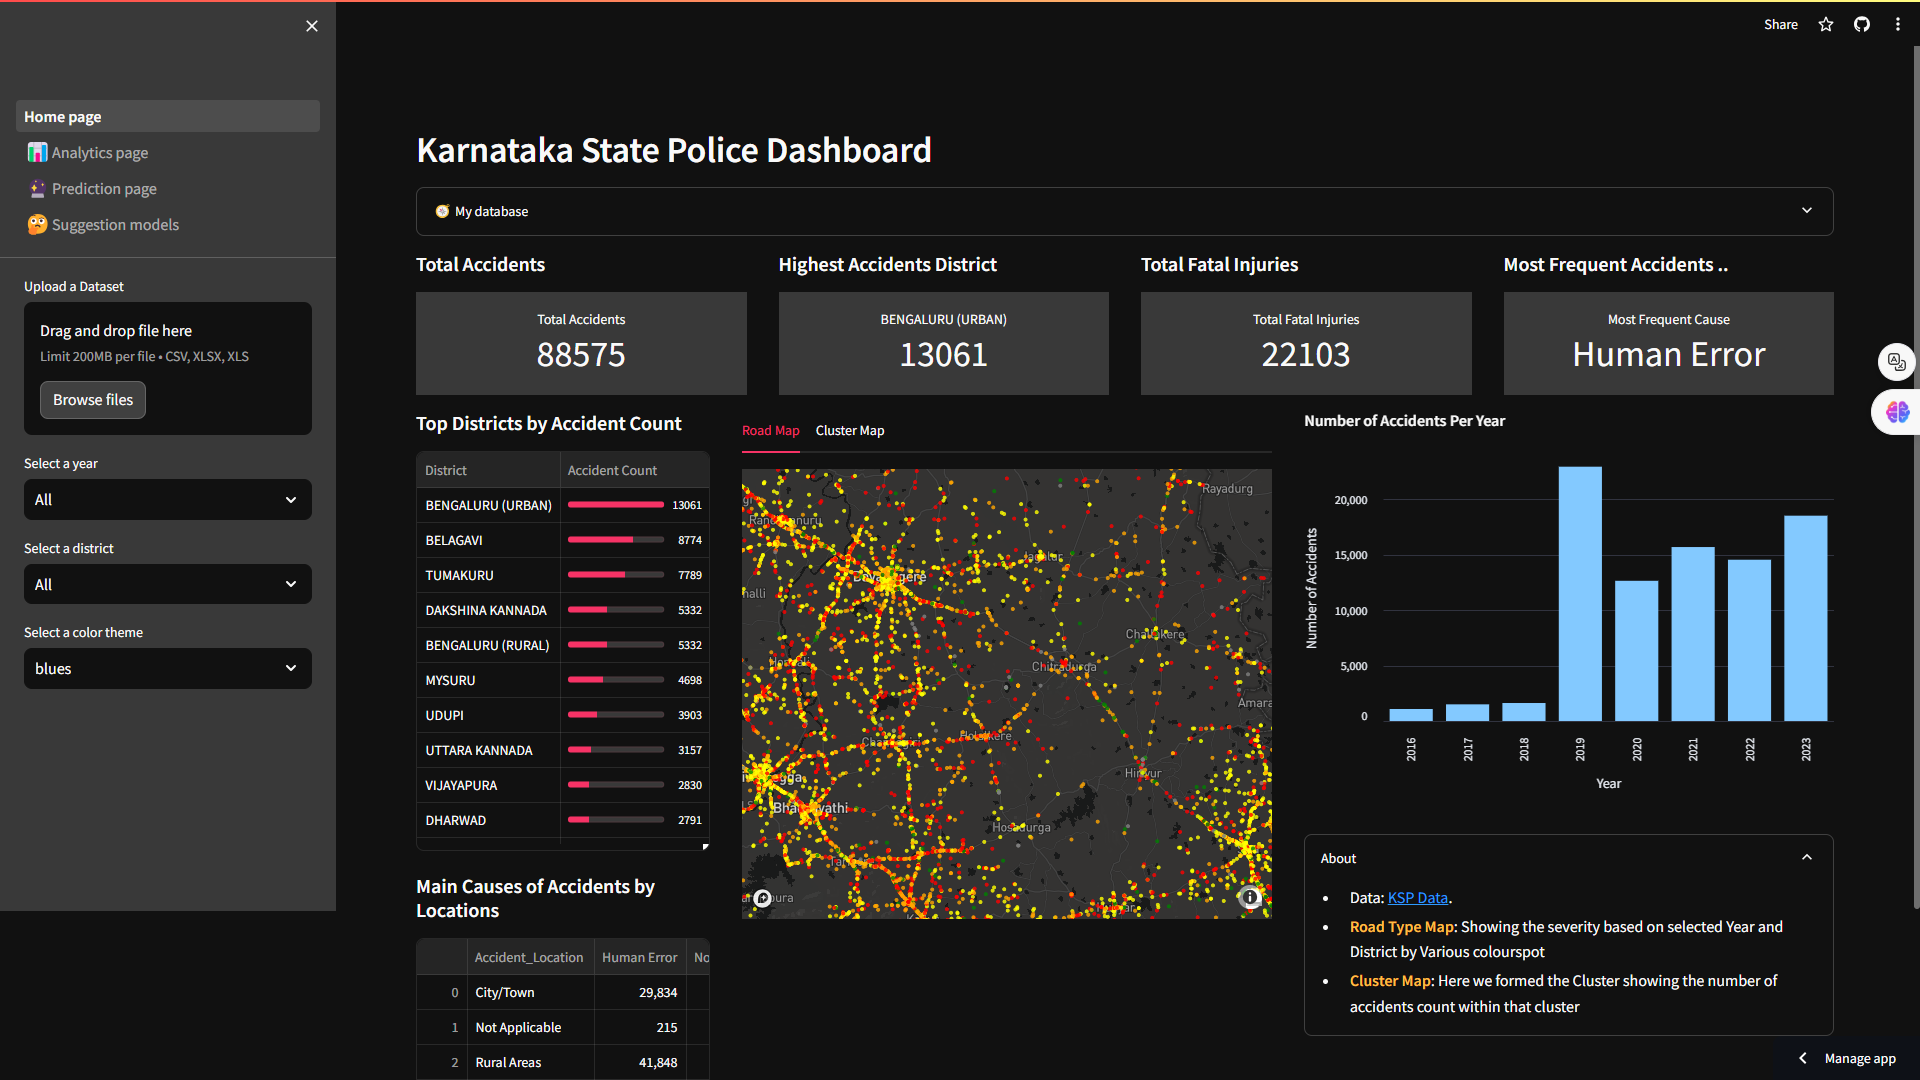 Share
Home page
Analytics page
Prediction page
Suggestion models
Upload a Dataset
Drag and drop file here
Limit 200MB per file • CSV, XLSX, XLS
Browse files
Select a year
All
Select a district
All
Select a color theme
blues
Karnataka State Police Dashboard
My database
Total Accidents
Total Accidents
88575
Highest Accidents District
BENGALURU (URBAN)
13061
Total Fatal Injuries
Total Fatal Injuries
22103
Most Frequent Accidents ..
Most Frequent Cause
Human Error
Top Districts by Accident Count
District Accident Count
BENGALURU (URBAN) 13061
BELAGAVI 8774
TUMAKURU 7789
DAKSHINA KANNADA 5332
BENGALURU (RURAL) 5332
MYSURU 4698
UDUPI 3903
UTTARA KANNADA 3157
VIJAYAPURA 2830
DHARWAD 2791
Main Causes of Accidents by
Locations
Accident_Location Human Error No
0 City/Town 29,834
1 Not Applicable 215
2 Rural Areas 41,848
Road Map Cluster Map
Rayadurg
Chitradurga
Holalkere
Hiriyur
Hosadurga
Amara
Number of Accidents Per Year
Number of Accidents
20,000
15,000
10,000
5,000
0
2016 2017 2018 2019 2020 2021 2022 2023
Year
About
• Data: KSP Data.
• Road Type Map: Showing the severity based on selected Year and
District by Various colourspot
• Cluster Map: Here we formed the Cluster showing the number of
accidents count within that cluster
Manage app